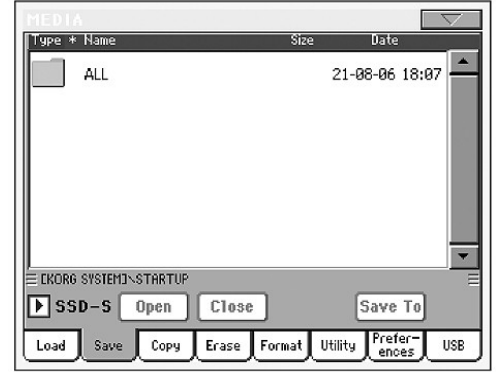 MEDIA
Type * Name Size Date
ALL 21-08-06 18:07
[KORG SYSTEM]\STARTUP
SSD-S Open Close Save To
Load Save Copy Erase Format Utility Prefer-
ences USB